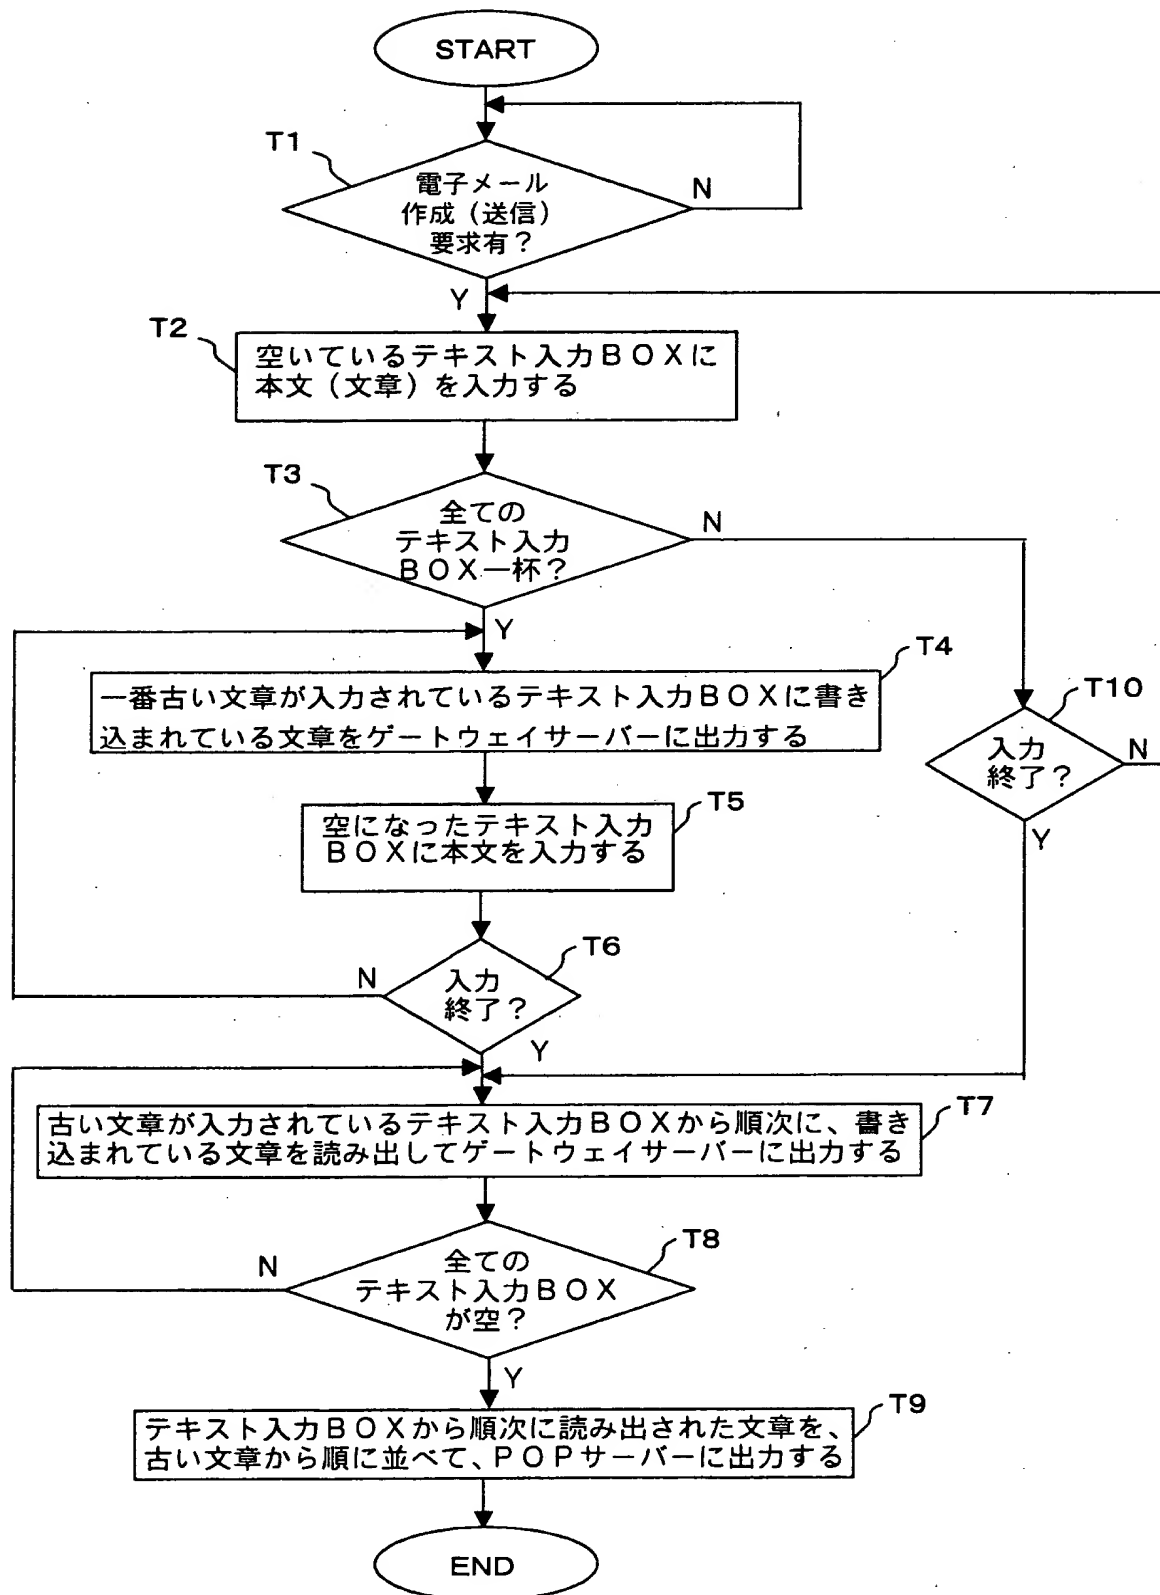 START
T1
電子メール
作成（送信）
要求有？
N
Y
T2
空いているテキスト入力ＢＯＸに
本文（文章）を入力する
T3
全ての
テキスト入力
ＢＯＸ一杯？
N
Y
T4
一番古い文章が入力されているテキスト入力ＢＯＸに書き
込まれている文章をゲートウェイサーバーに出力する
T10
入力
終了？
N
Y
T5
空になったテキスト入力
ＢＯＸに本文を入力する
T6
入力
終了？
N
Y
T7
古い文章が入力されているテキスト入力ＢＯＸから順次に、書き
込まれている文章を読み出してゲートウェイサーバーに出力する
T8
全ての
テキスト入力ＢＯＸ
が空？
N
Y
T9
テキスト入力ＢＯＸから順次に読み出された文章を、
古い文章から順に並べて、ＰＯＰサーバーに出力する
END